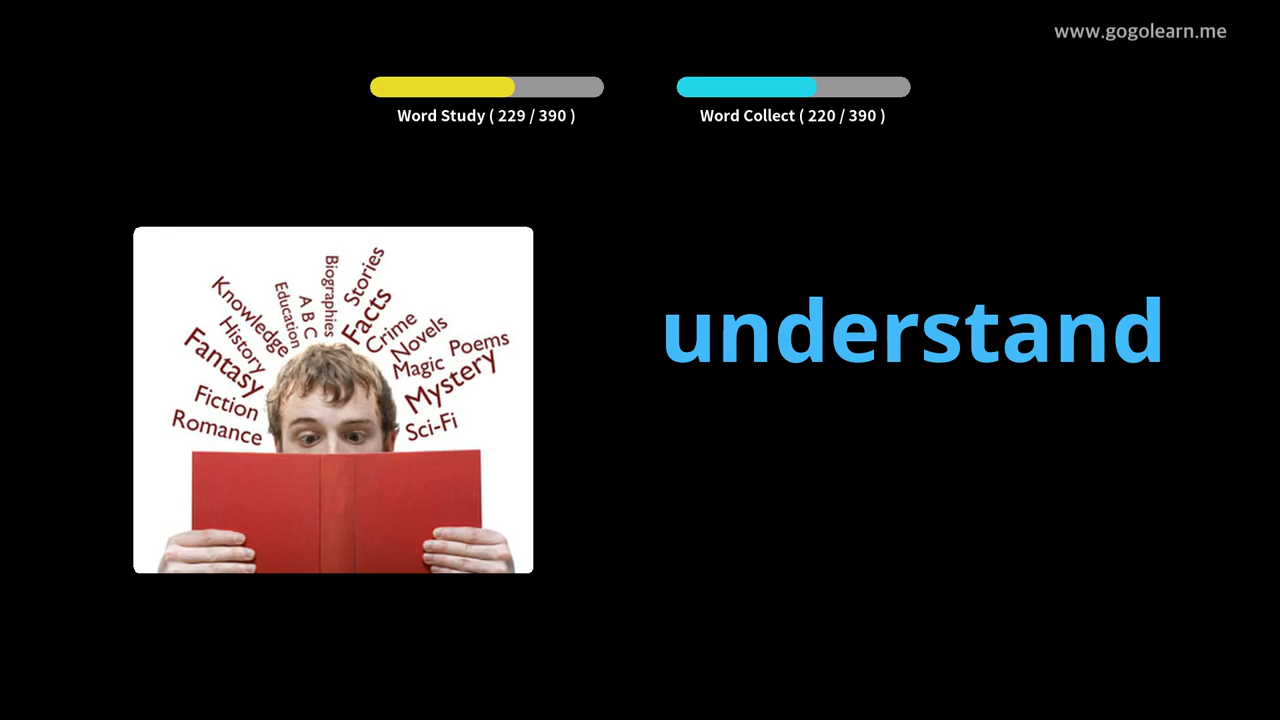 www.gogolearn.me
Word Study ( 229 / 390 )
Word Collect ( 220 / 390 )
understand
Romance
Fiction
Fantasy
History
Knowledge
Education
A B C
Biographies
Stories
Facts
Crime
Novels
Magic
Poems
Mystery
Sci-Fi